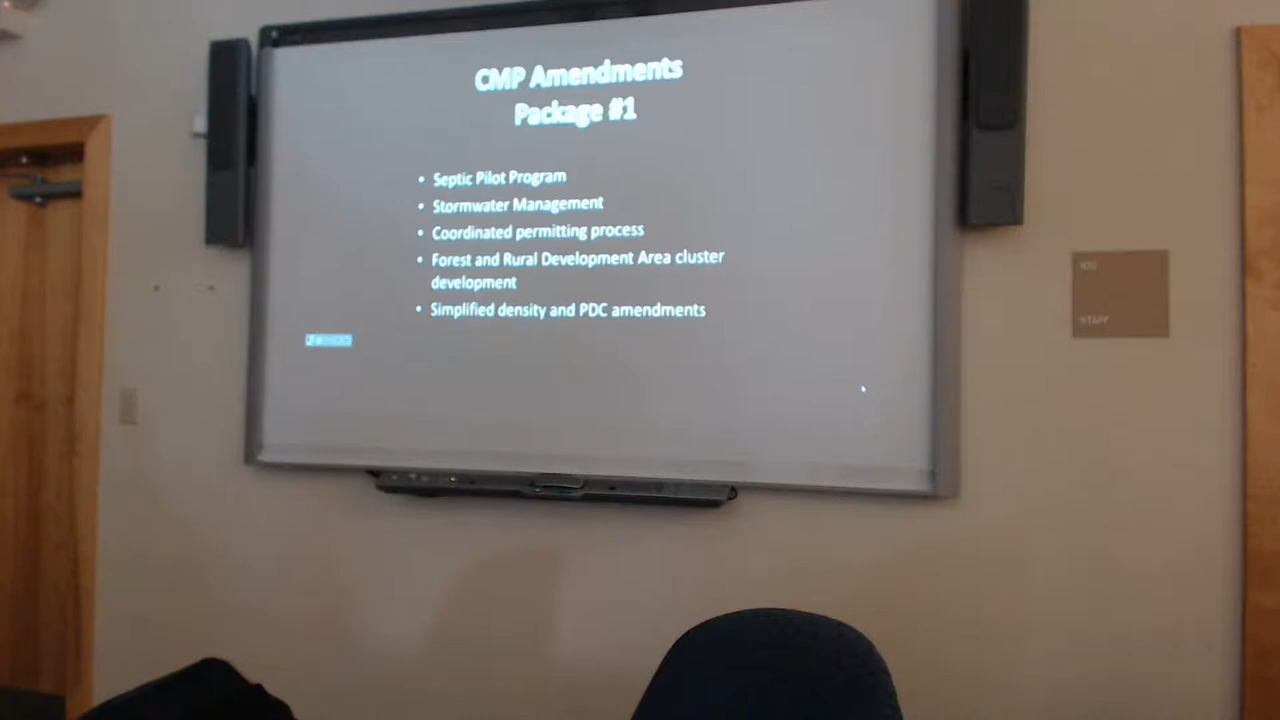 CMP Amendments
Package #1
• Septic Pilot Program
• Stormwater Management
• Coordinated permitting process
• Forest and Rural Development Area cluster
development
• Simplified density and PDC amendments
STAFF